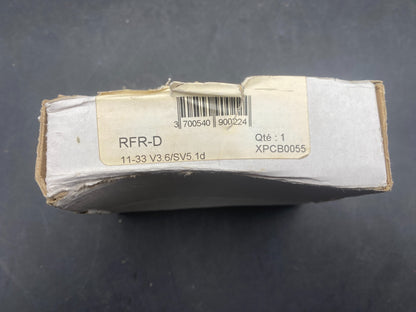 3 700540 900224
RFR-D
Qté : 1
11-33 V3.6/SV5.1d
XPCB0055